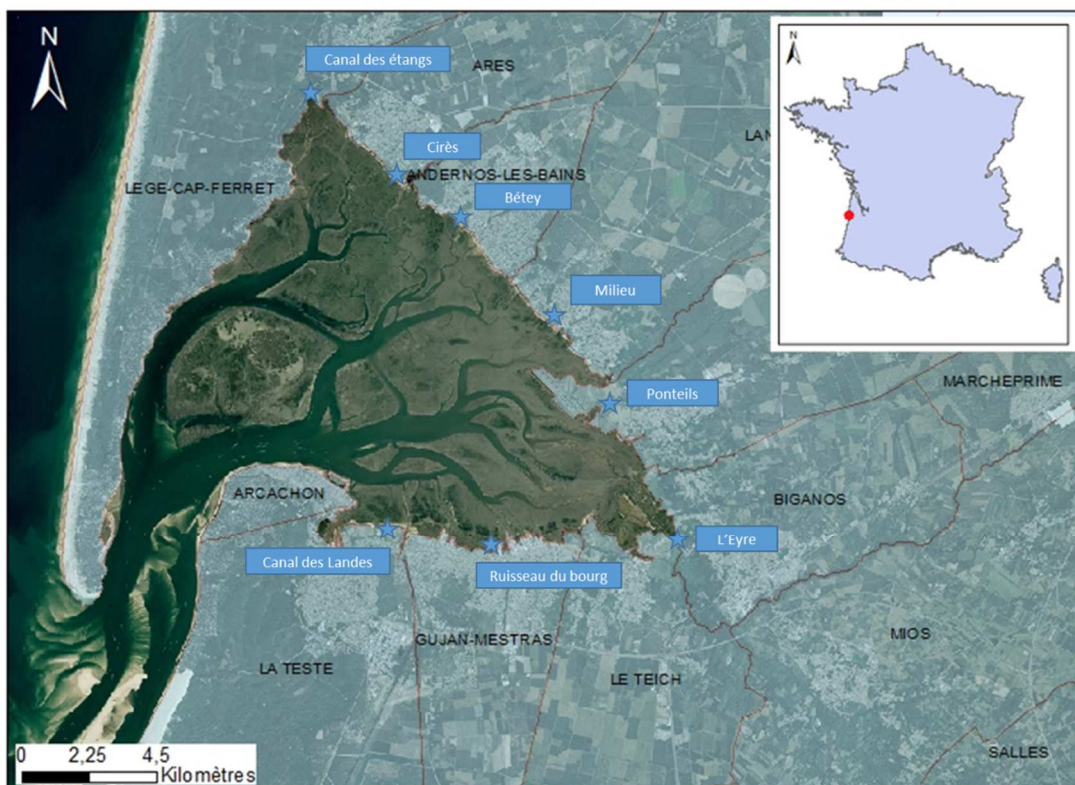 N
Canal des étangs
ARES
N
LAN
Cirès
ANDERNOS-LES-BAINS
LEGE-CAP-FERRET
Bétey
Milieu
Ponteils
MARCHEPRIME
ARCACHON
BIGANOS
L'Eyre
Canal des Landes
Ruisseau du bourg
GUJAN-MESTRAS
MIOS
LA TESTE
LE TEICH
SALLES
0 2,25 4,5
Kilomètres